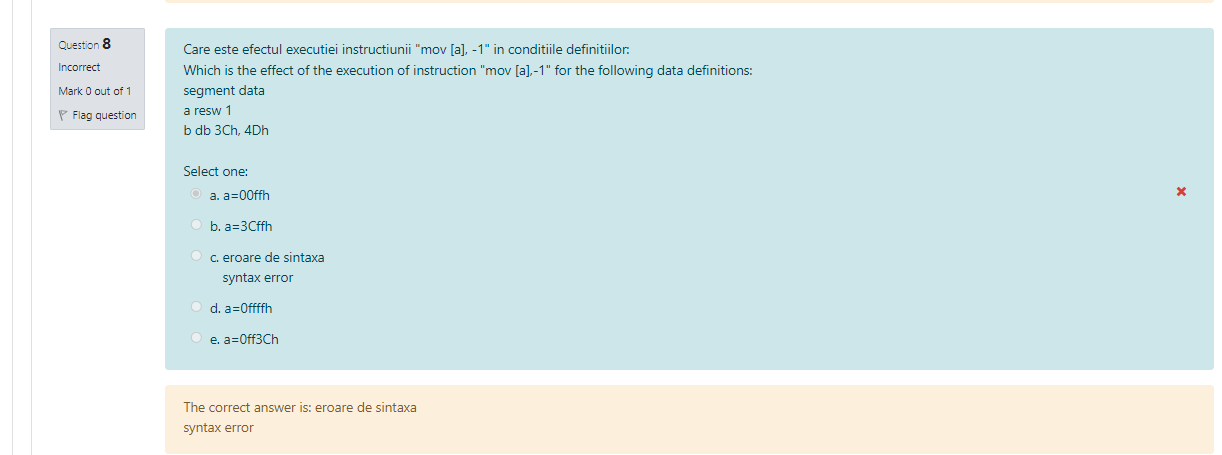 Question 8
Incorrect
Mark 0 out of 1
Flag question
Care este efectul executiei instructiunii "mov [a], -1" in conditiile definitiilor:
Which is the effect of the execution of instruction "mov [a],-1" for the following data definitions:
segment data
a resw 1
b db 3Ch, 4Dh
Select one:
a. a=00ffh
b. a=3Cffh
c. eroare de sintaxa
syntax error
d. a=0ffffh
e. a=0ff3Ch
The correct answer is: eroare de sintaxa
syntax error